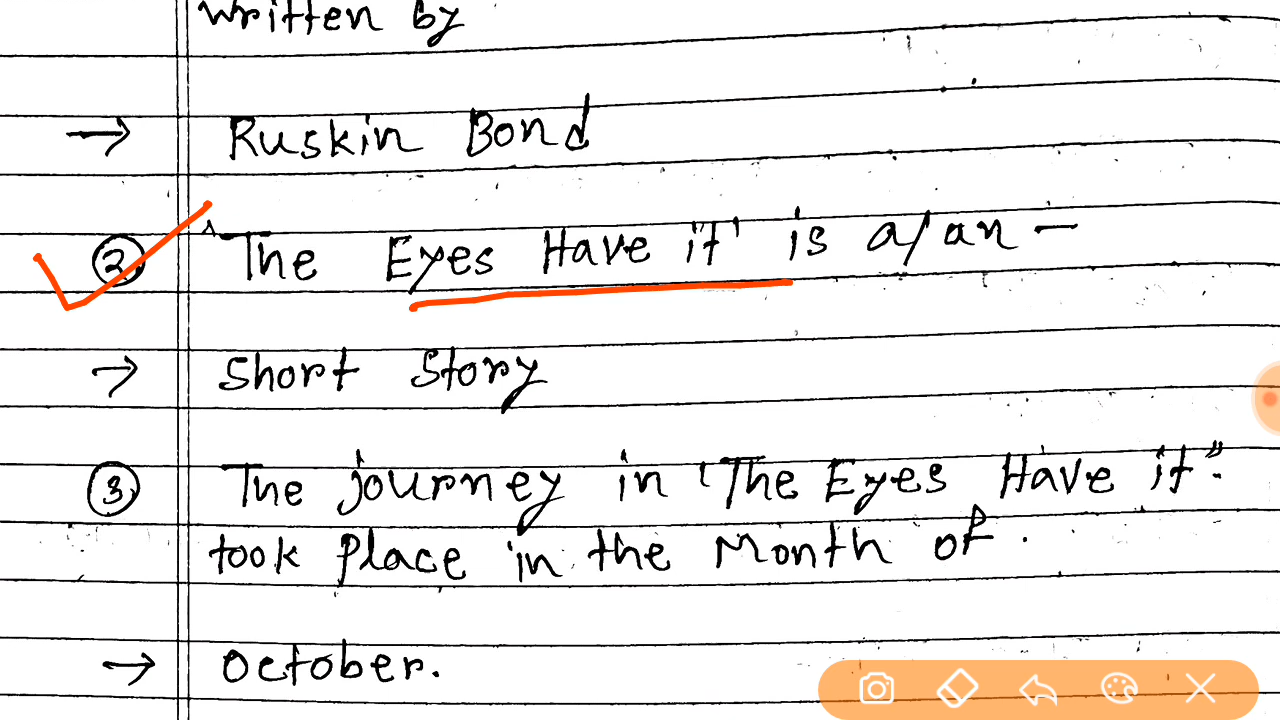 written by
→ Ruskin Bond
② 'The Eyes Have it' is a/an —
→ Short Story
③ The journey in 'The Eyes Have it".
took place in the Month of.
→ October.